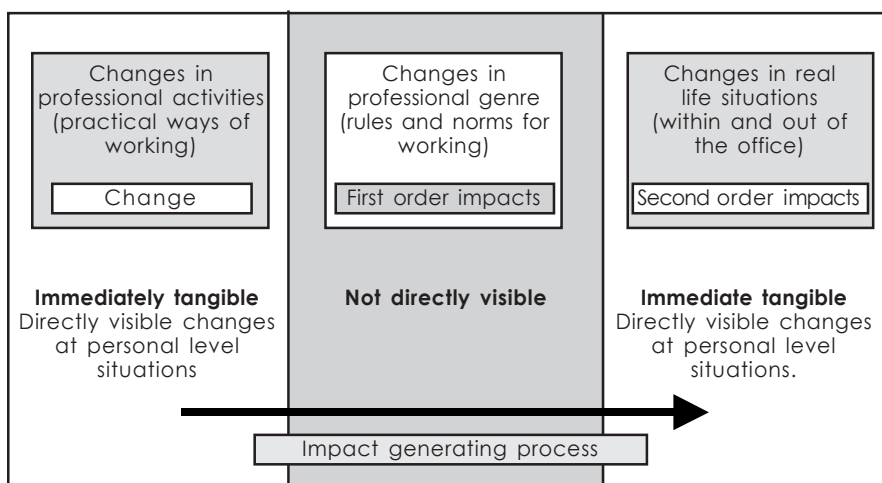 Changes in
professional activities
(practical ways of
working)
Change
Changes in
professional genre
(rules and norms for
working)
First order impacts
Changes in real
life situations
(within and out of
the office)
Second order impacts
Immediately tangible
Directly visible changes
at personal level
situations
Not directly visible
Immediate tangible
Directly visible changes
at personal level
situations.
Impact generating process